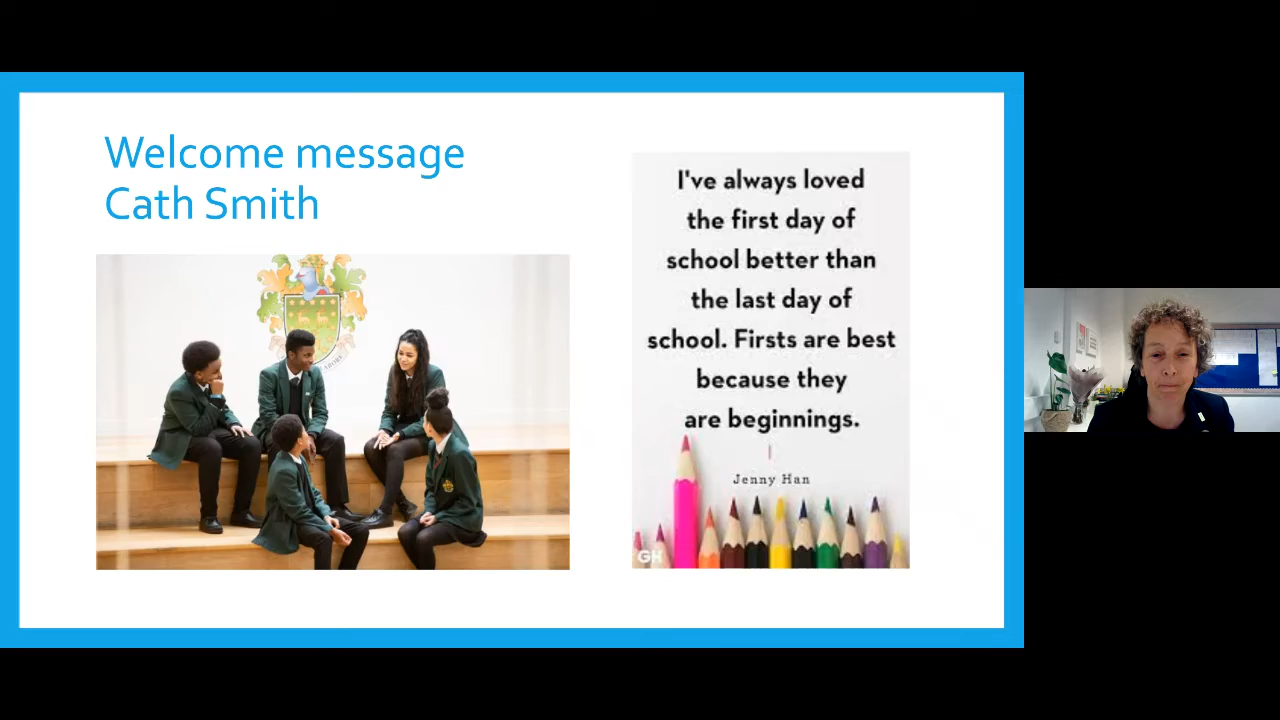 Welcome message
Cath Smith
I've always loved
the first day of
school better than
the last day of
school. Firsts are best
because they
are beginnings.
Jenny Han
GH